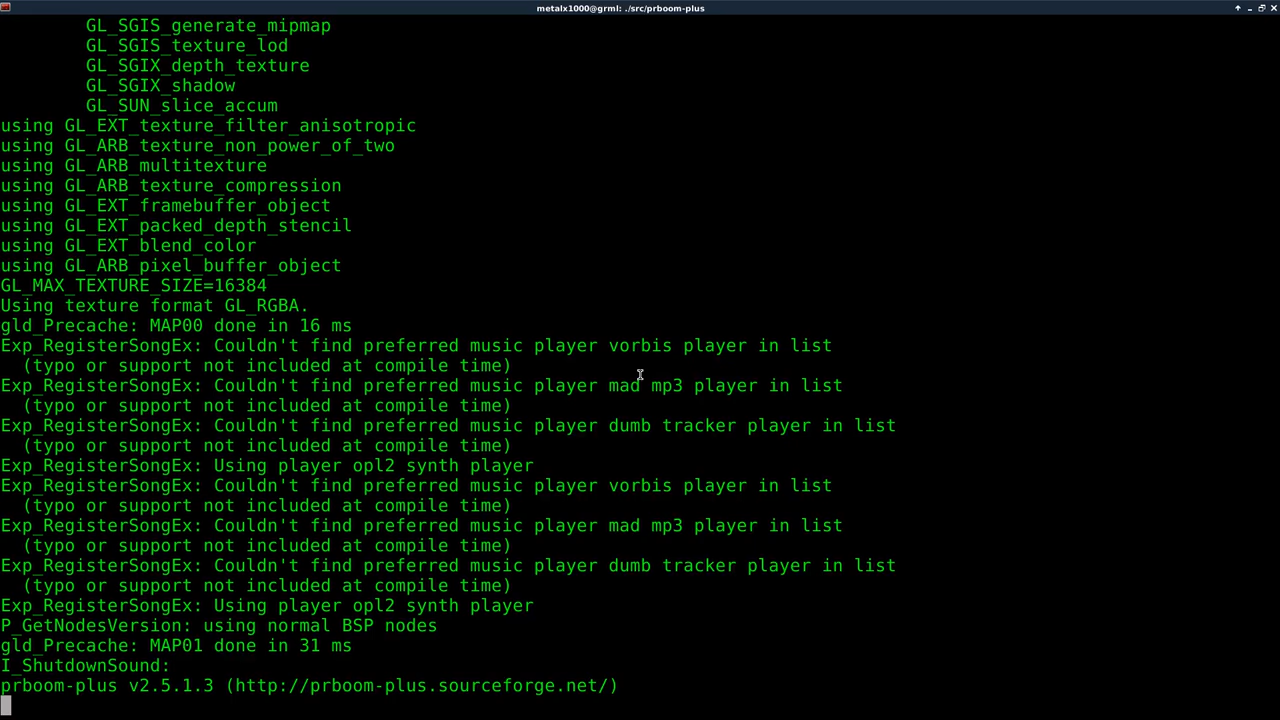 metalx1000@grml: ./src/prboom-plus
GL_SGIS_generate_mipmap
GL_SGIS_texture_lod
GL_SGIX_depth_texture
GL_SGIX_shadow
GL_SUN_slice_accum
using GL_EXT_texture_filter_anisotropic
using GL_ARB_texture_non_power_of_two
using GL_ARB_multitexture
using GL_ARB_texture_compression
using GL_EXT_framebuffer_object
using GL_EXT_packed_depth_stencil
using GL_EXT_blend_color
using GL_ARB_pixel_buffer_object
GL_MAX_TEXTURE_SIZE=16384
Using texture format GL_RGBA.
gld_Precache: MAP00 done in 16 ms
Exp_RegisterSongEx: Couldn't find preferred music player vorbis player in list
(typo or support not included at compile time)
Exp_RegisterSongEx: Couldn't find preferred music player mad mp3 player in list
(typo or support not included at compile time)
Exp_RegisterSongEx: Couldn't find preferred music player dumb tracker player in list
(typo or support not included at compile time)
Exp_RegisterSongEx: Using player opl2 synth player
Exp_RegisterSongEx: Couldn't find preferred music player vorbis player in list
(typo or support not included at compile time)
Exp_RegisterSongEx: Couldn't find preferred music player mad mp3 player in list
(typo or support not included at compile time)
Exp_RegisterSongEx: Couldn't find preferred music player dumb tracker player in list
(typo or support not included at compile time)
Exp_RegisterSongEx: Using player opl2 synth player
P_GetNodesVersion: using normal BSP nodes
gld_Precache: MAP01 done in 31 ms
I_ShutdownSound:
prboom-plus v2.5.1.3 (http://prboom-plus.sourceforge.net/)